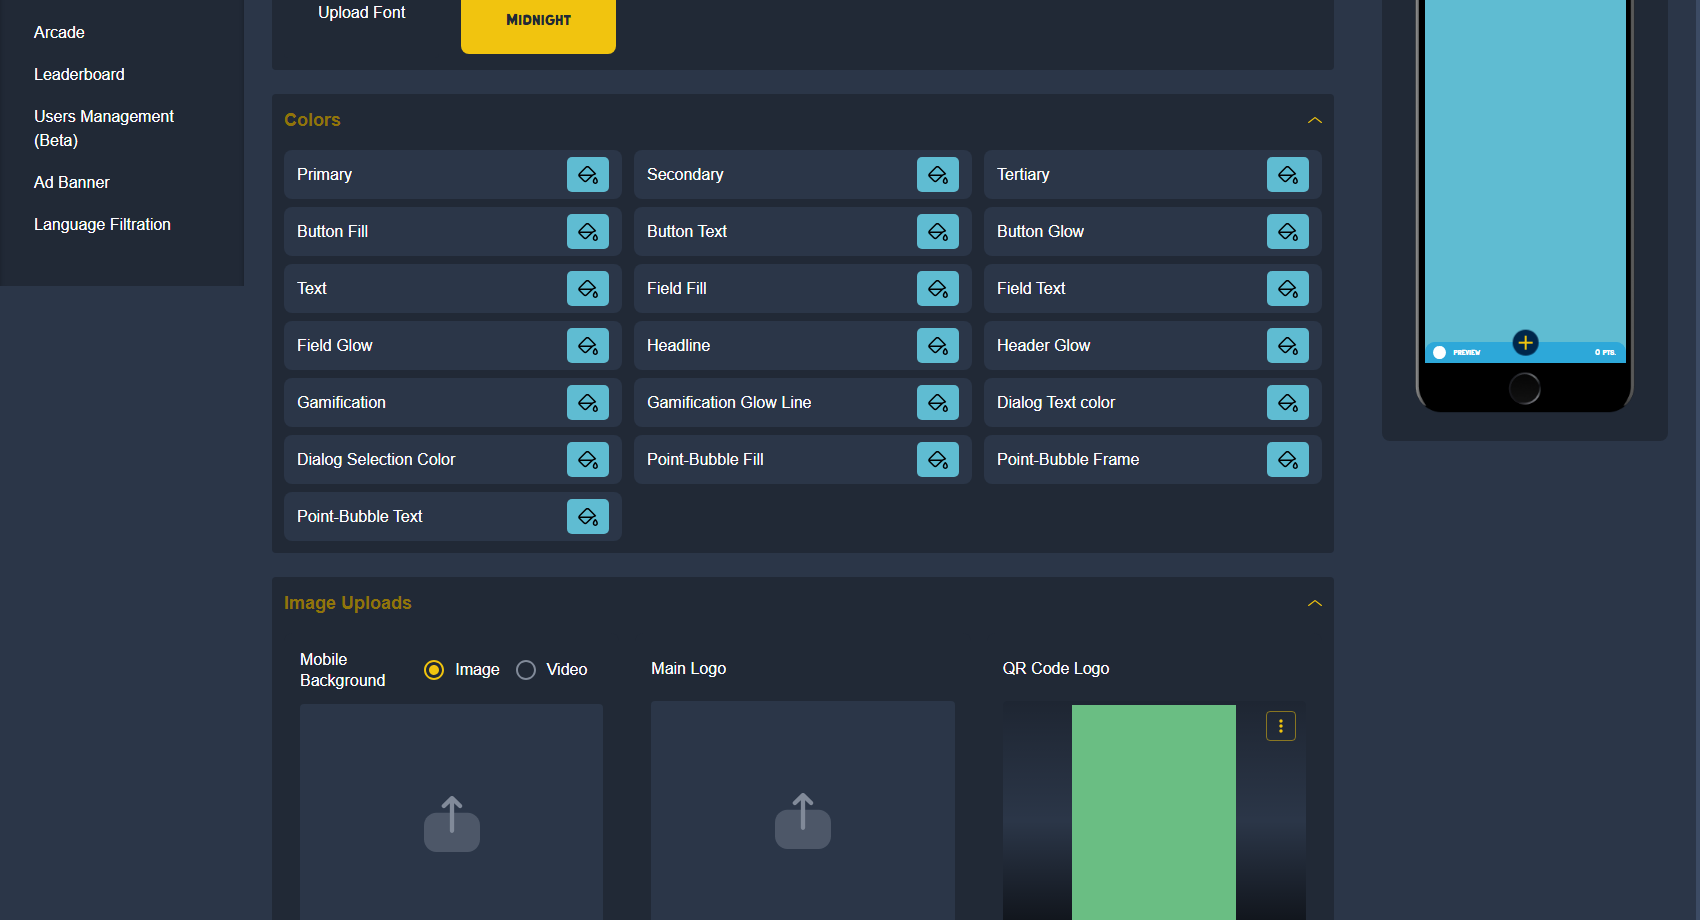 Upload Font
MIDNIGHT
Arcade
Leaderboard
Users Management
(Beta)
Ad Banner
Language Filtration
Colors
Primary
Secondary
Tertiary
Button Fill
Button Text
Button Glow
Text
Field Fill
Field Text
Field Glow
Headline
Header Glow
Gamification
Gamification Glow Line
Dialog Text color
Dialog Selection Color
Point-Bubble Fill
Point-Bubble Frame
Point-Bubble Text
PREVIEW
0 PTS.
Image Uploads
Mobile
Background
Image
Video
Main Logo
QR Code Logo